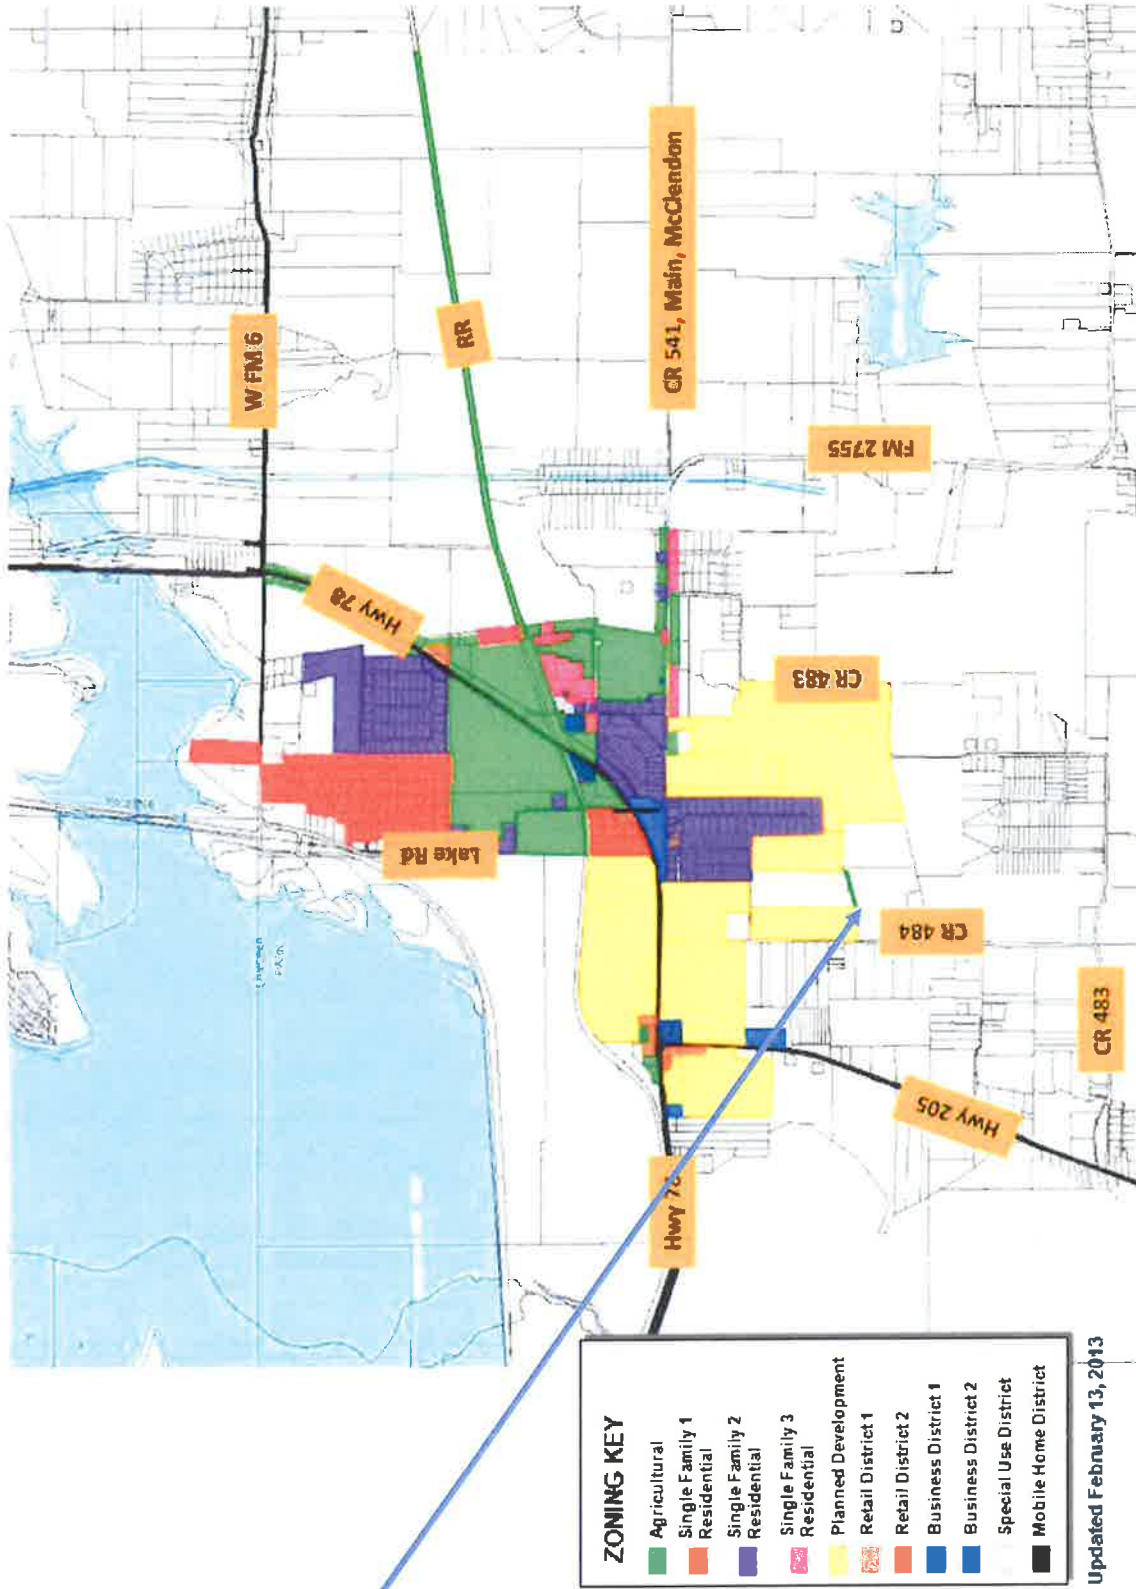 W FM 6
RR
CR 541, Main, McClendon
FM 2755
Hwy 78
CR 483
Lake Rd
CR 484
CR 483
Hwy 205
Hwy 78
ZONING KEY
Agricultural
Single Family 1
Residential
Single Family 2
Residential
Single Family 3
Residential
Planned Development
Retail District 1
Retail District 2
Business District 1
Business District 2
Special Use District
Mobile Home District
Updated February 13, 2013